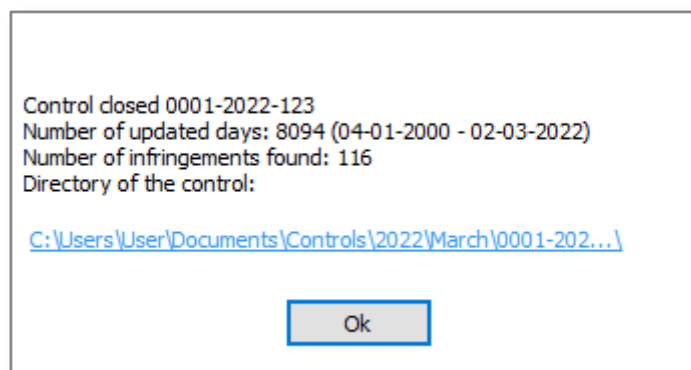 Control closed 0001-2022-123
Number of updated days: 8094 (04-01-2000 - 02-03-2022)
Number of infringements found: 116
Directory of the control:
C:\Users\User\Documents\Controls\2022\March\0001-202...\
Ok